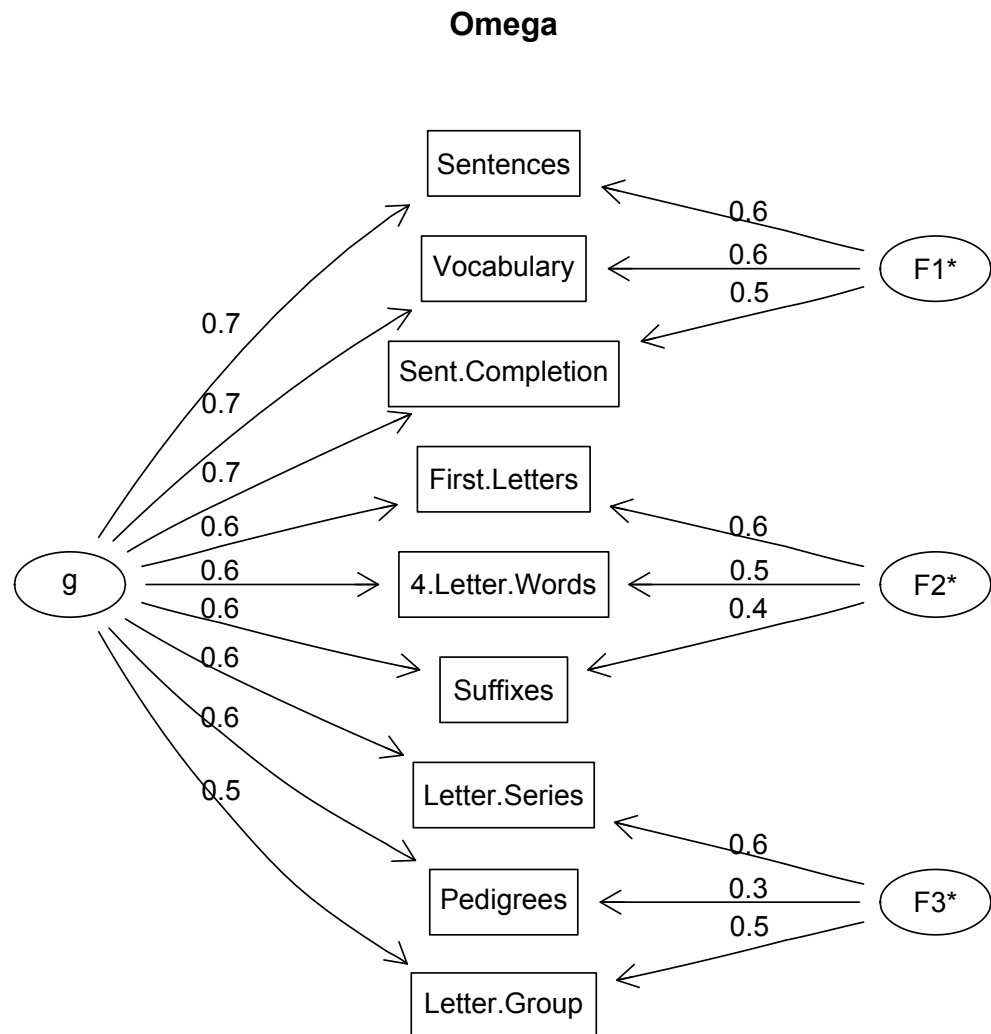 Omega
Sentences
Vocabulary
Sent.Completion
First.Letters
4.Letter.Words
Suffixes
Letter.Series
Pedigrees
Letter.Group
g
0.7
0.7
0.7
0.6
0.6
0.6
0.6
0.6
0.5
F1*
0.6
0.6
0.5
F2*
0.6
0.5
0.4
F3*
0.6
0.3
0.5